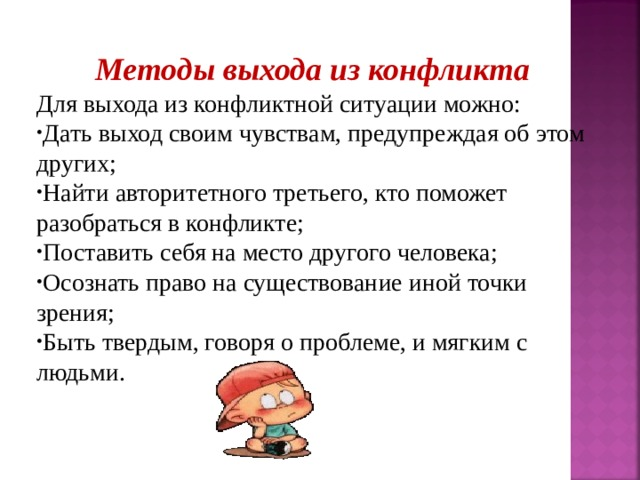 Методы выхода из конфликта
Для выхода из конфликтной ситуации можно:
•Дать выход своим чувствам, предупреждая об этом
других;
•Найти авторитетного третьего, кто поможет
разобраться в конфликте;
•Поставить себя на место другого человека;
•Осознать право на существование иной точки
зрения;
•Быть твердым, говоря о проблеме, и мягким с
людьми.